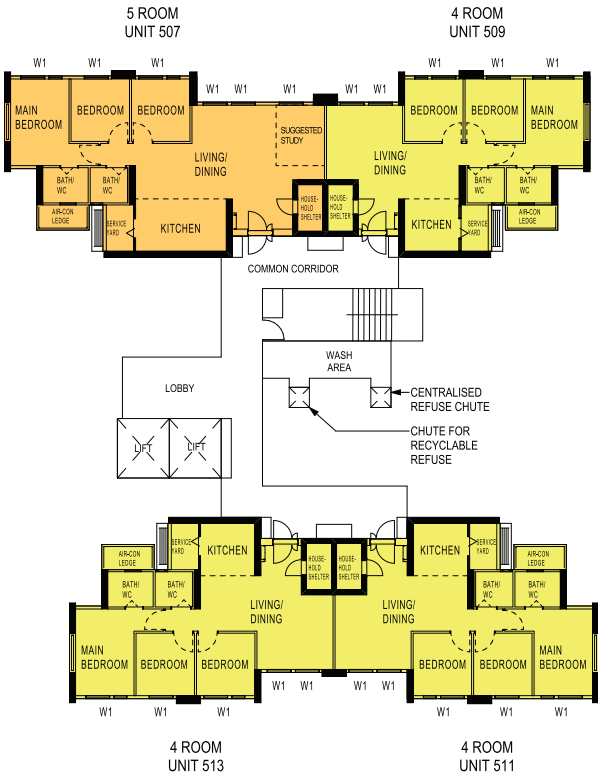 5 ROOM
UNIT 507
4 ROOM
UNIT 509
W1 W1 W1
W1 W1 W1
W1 W1
W1 W1 W1
MAIN
BEDROOM
BEDROOM
BEDROOM
SUGGESTED
STUDY
LIVING/
DINING
BATH/
WC
BATH/
WC
AIR-CON
LEDGE
SERVICE
YARD
KITCHEN
HOUSE-
HOLD
SHELTER
HOUSE-
HOLD
SHELTER
LIVING/
DINING
BEDROOM
BEDROOM
MAIN
BEDROOM
BATH/
WC
BATH/
WC
AIR-CON
LEDGE
KITCHEN
SERVICE
YARD
COMMON CORRIDOR
WASH
AREA
LOBBY
CENTRALISED
REFUSE CHUTE
CHUTE FOR
RECYCLABLE
REFUSE
LIFT
LIFT
AIR-CON
LEDGE
SERVICE
YARD
KITCHEN
HOUSE-
HOLD
SHELTER
HOUSE-
HOLD
SHELTER
KITCHEN
SERVICE
YARD
AIR-CON
LEDGE
BATH/
WC
BATH/
WC
LIVING/
DINING
LIVING/
DINING
BATH/
WC
BATH/
WC
MAIN
BEDROOM
BEDROOM
BEDROOM
BEDROOM
BEDROOM
MAIN
BEDROOM
W1 W1 W1
W1 W1
W1 W1
W1 W1 W1
4 ROOM
UNIT 513
4 ROOM
UNIT 511